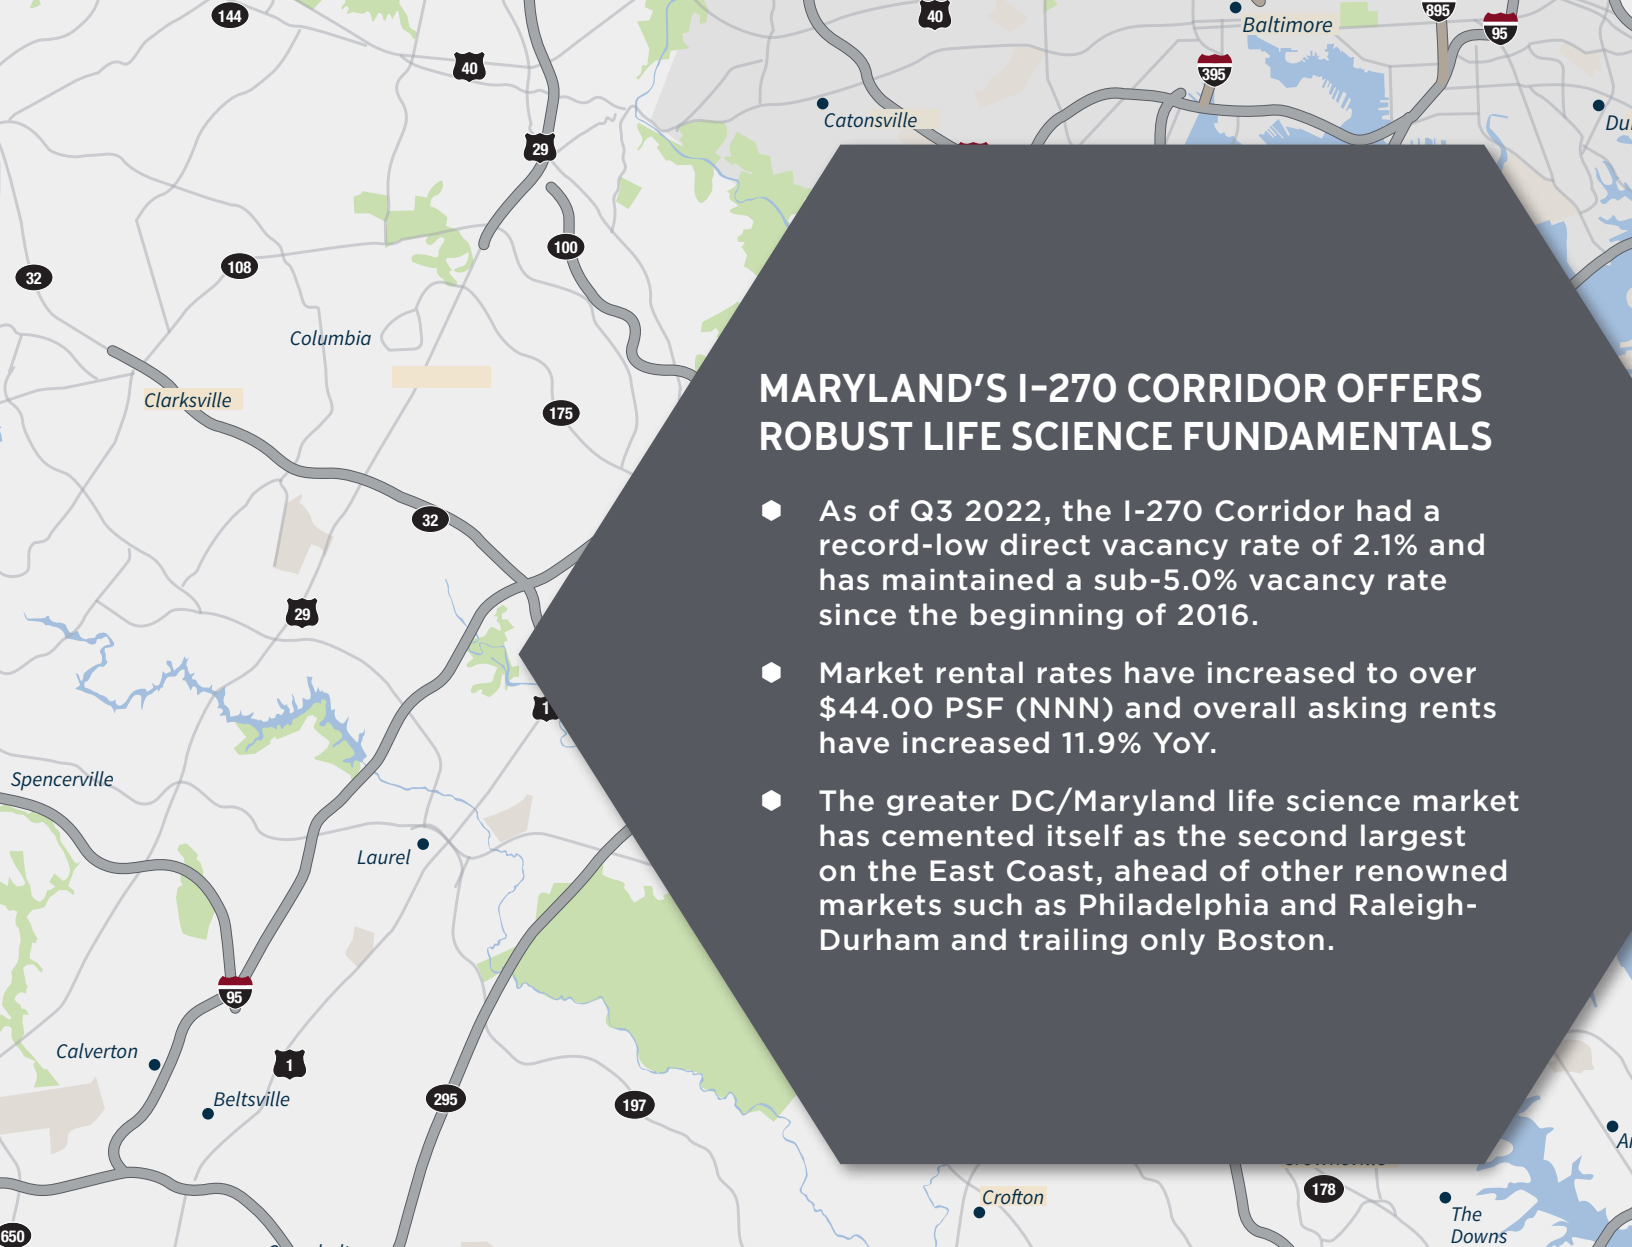 144
40
895
Baltimore
95
40
395
Catonsville
29
100
108
32
Columbia
Clarksville
175
32
29
1
Spencerville
Laurel
95
Calverton
1
Beltsville
295
197
Crofton
178
The
Downs
650
MARYLAND'S I-270 CORRIDOR OFFERS
ROBUST LIFE SCIENCE FUNDAMENTALS
As of Q3 2022, the I-270 Corridor had a
record-low direct vacancy rate of 2.1% and
has maintained a sub-5.0% vacancy rate
since the beginning of 2016.
Market rental rates have increased to over
$44.00 PSF (NNN) and overall asking rents
have increased 11.9% YoY.
The greater DC/Maryland life science market
has cemented itself as the second largest
on the East Coast, ahead of other renowned
markets such as Philadelphia and Raleigh-
Durham and trailing only Boston.